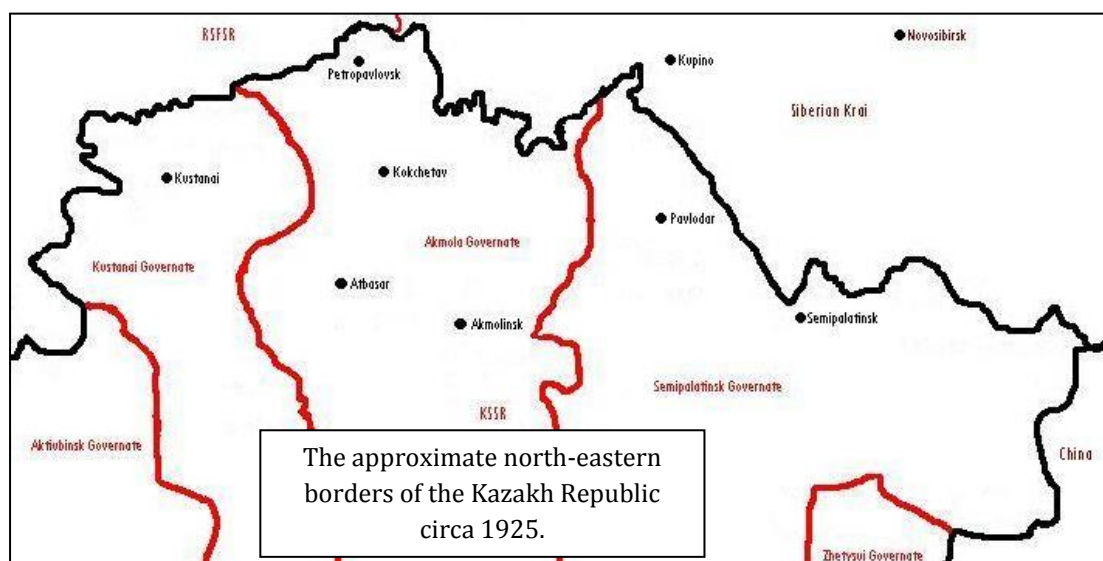 RSFSR
Novosibirsk
Petropavlovsk
Kupino
Siberian Krai
Kustanai
Kokchetav
Pavlodar
Akmola Governate
Kustanai Governate
Atbasar
Akmolinsk
Semipalatinsk
Semipalatinsk Governate
KSSR
Aktiubinsk Governate
China
The approximate north-eastern
borders of the Kazakh Republic
circa 1925.
Zhetysui Governate